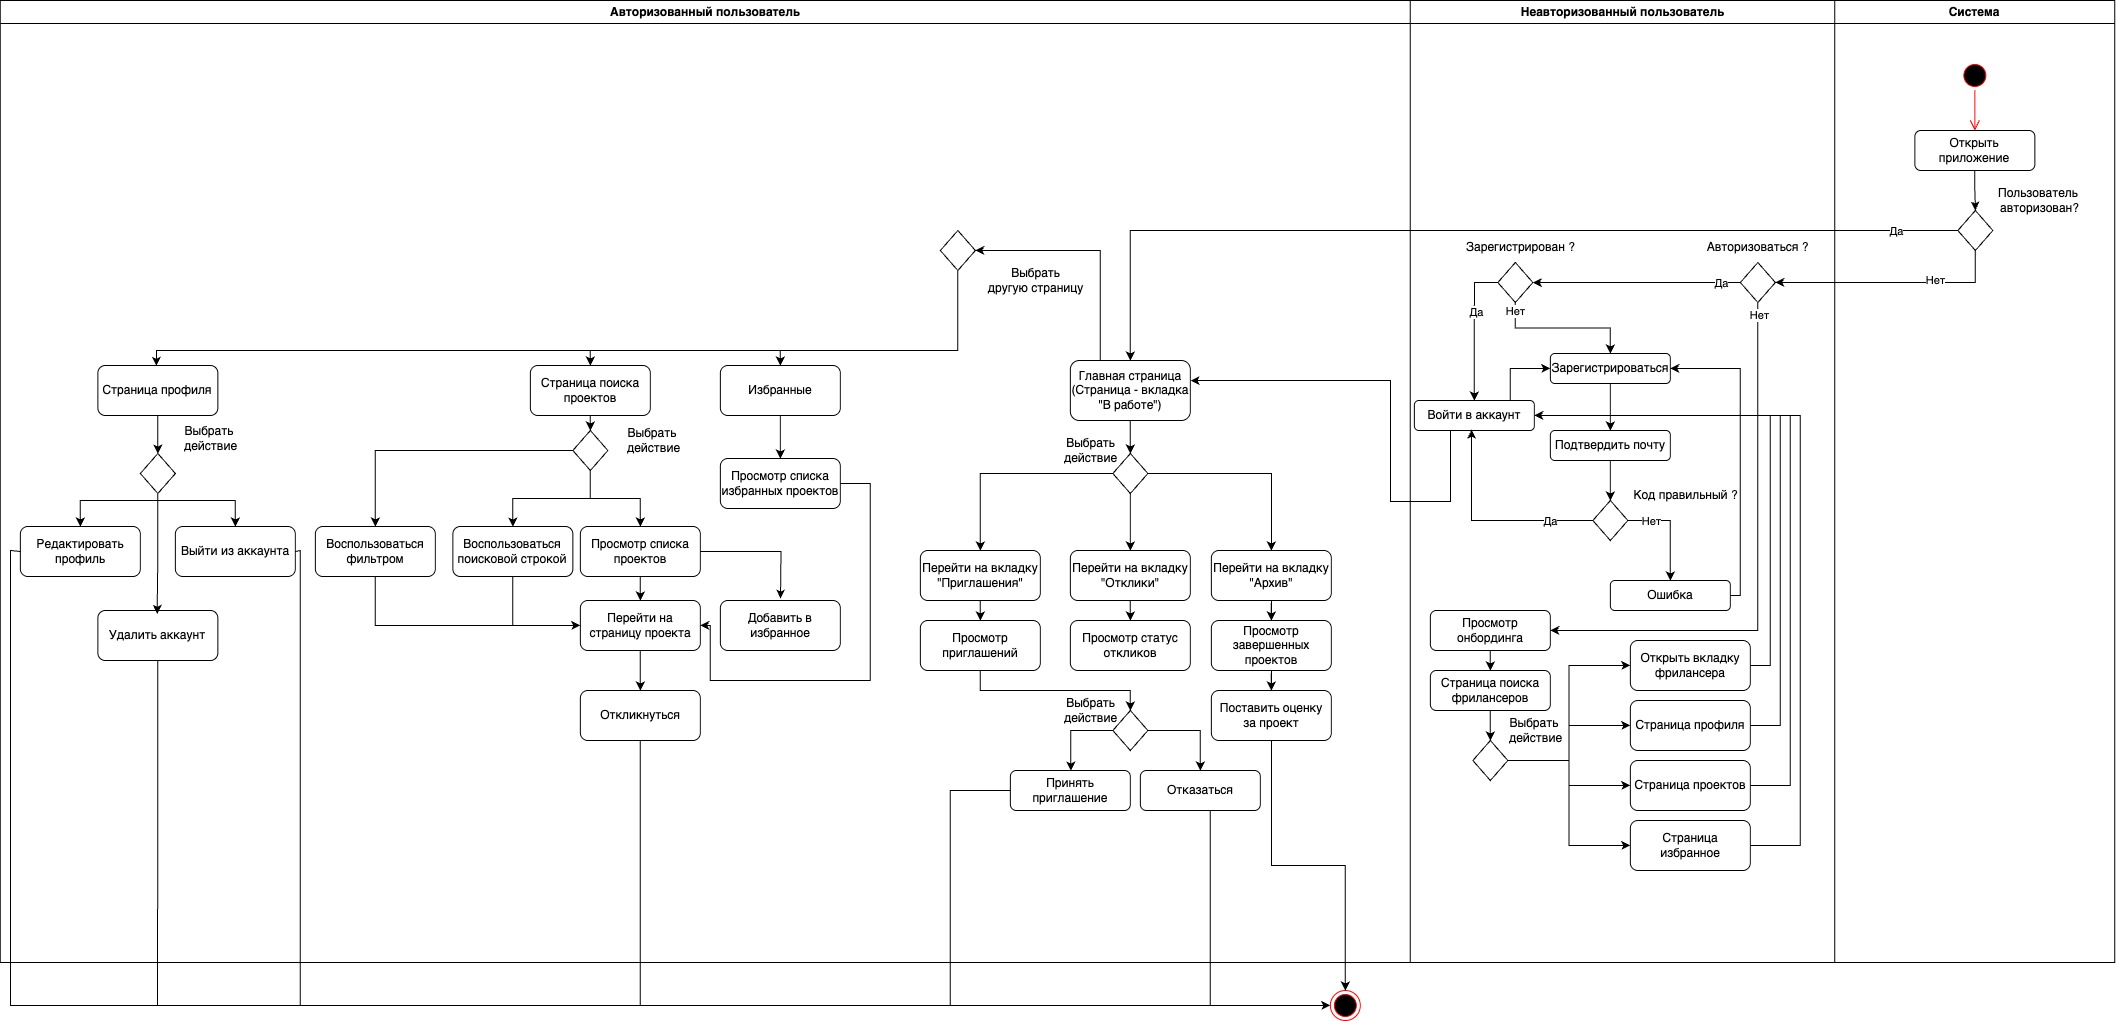 Авторизованный пользователь
Неавторизованный пользователь
Система
Открыть
приложение
Пользователь
авторизован?
Да
Нет
Авторизоваться ?
Да
Нет
Зарегистрирован ?
Да
Нет
Зарегистрироваться
Войти в аккаунт
Подтвердить почту
Код правильный ?
Да
Нет
Ошибка
Просмотр
онбординга
Страница поиска
фрилансеров
Выбрать
действие
Открыть вкладку
фрилансера
Страница профиля
Страница проектов
Страница
избранное
Выбрать
другую страницу
Главная страница
(Страница - вкладка
"В работе")
Выбрать
действие
Перейти на вкладку
"Приглашения"
Перейти на вкладку
"Отклики"
Перейти на вкладку
"Архив"
Просмотр
приглашений
Просмотр статус
откликов
Просмотр
завершенных
проектов
Выбрать
действие
Поставить оценку
за проект
Принять
приглашение
Отказаться
Страница профиля
Страница поиска
проектов
Избранные
Выбрать
действие
Выбрать
действие
Просмотр списка
избранных проектов
Редактировать
профиль
Выйти из аккаунта
Удалить аккаунт
Воспользоваться
фильтром
Воспользоваться
поисковой строкой
Просмотр списка
проектов
Перейти на
страницу проекта
Добавить в
избранное
Откликнуться